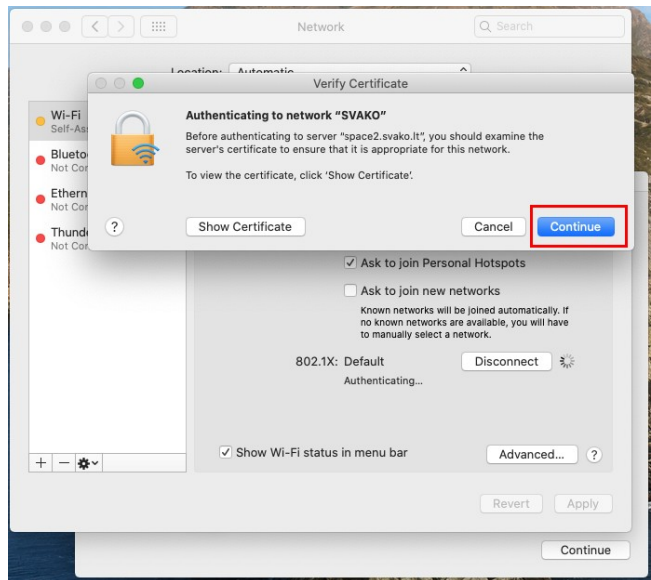 Network
Search
Location: Automatic
Verify Certificate
Authenticating to network “SVAKO”
Before authenticating to server “space2.svako.lt”, you should examine the
server’s certificate to ensure that it is appropriate for this network.
To view the certificate, click ‘Show Certificate’.
?
Show Certificate
Cancel
Continue
Wi-Fi
Self-As
Blueto
Not Cor
Ethern
Not Cor
Thunde
Not Cor
Ask to join Personal Hotspots
Ask to join new networks
Known networks will be joined automatically. If
no known networks are available, you will have
to manually select a network.
802.1X: Default
Disconnect
Authenticating...
Show Wi-Fi status in menu bar
Advanced...
?
Revert
Apply
Continue